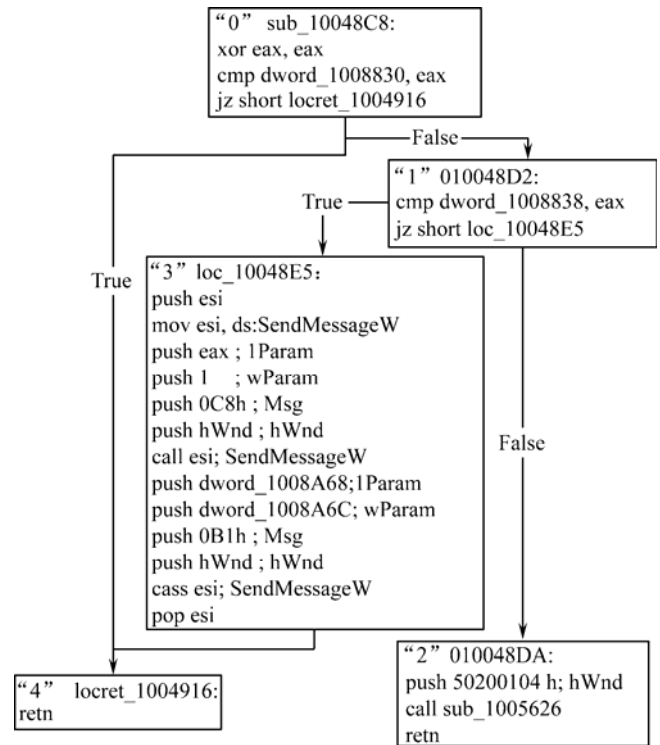 “0” sub_10048C8:
xor eax, eax
cmp dword_1008830, eax
jz short locret_1004916
False
“1” 010048D2:
cmp dword_1008838, eax
jz short loc_10048E5
True
“3” loc_10048E5:
push esi
mov esi, ds:SendMessageW
push eax ; 1Param
push 1 ; wParam
push 0C8h ; Msg
push hWnd ; hWnd
call esi; SendMessageW
push dword_1008A68;1Param
push dword_1008A6C; wParam
push 0B1h ; Msg
push hWnd ; hWnd
cass esi; SendMessageW
pop esi
True
False
“4” locret_1004916:
retn
“2” 010048DA:
push 50200104 h; hWnd
call sub_1005626
retn